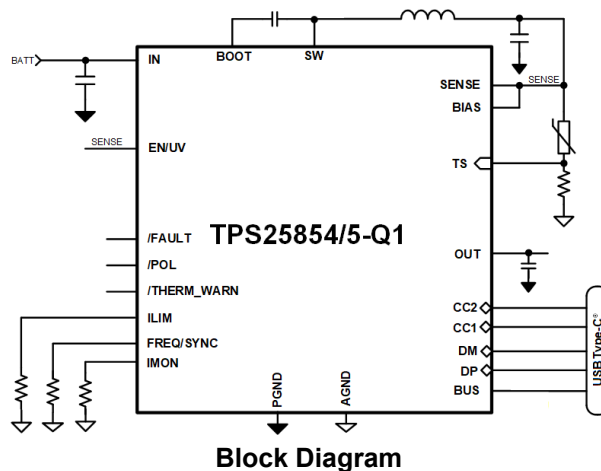 BOOT
SW
BATT
IN
SENSE
SENSE
BIAS
SENSE
EN/UV
TS
/FAULT
TPS25854/5-Q1
OUT
/POL
/THERM_WARN
ILIM
CC2
CC1
FREQ/SYNC
DM
IMON
DP
BUS
USB Type-C®
PGND
AGND
Block Diagram